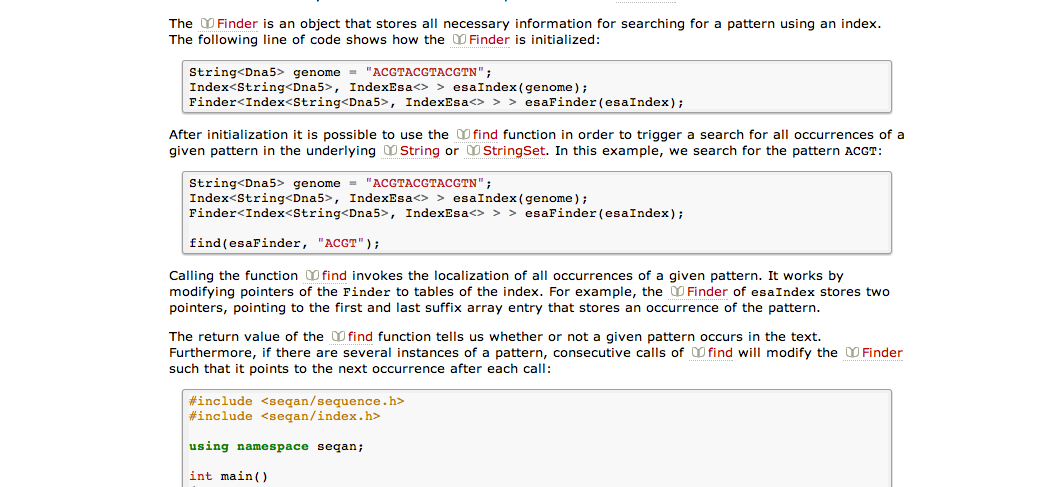 The Finder is an object that stores all necessary information for searching for a pattern using an index.
The following line of code shows how the Finder is initialized:
String<Dna5> genome = "ACGTACGTACGTN";
Index<String<Dna5>, IndexEsa<> > esaIndex(genome);
Finder<Index<String<Dna5>, IndexEsa<> > > esaFinder(esaIndex);
After initialization it is possible to use the find function in order to trigger a search for all occurrences of a
given pattern in the underlying String or StringSet. In this example, we search for the pattern ACGT:
String<Dna5> genome = "ACGTACGTACGTN";
Index<String<Dna5>, IndexEsa<> > esaIndex(genome);
Finder<Index<String<Dna5>, IndexEsa<> > > esaFinder(esaIndex);
find(esaFinder, "ACGT");
Calling the function find invokes the localization of all occurrences of a given pattern. It works by
modifying pointers of the Finder to tables of the index. For example, the Finder of esaIndex stores two
pointers, pointing to the first and last suffix array entry that stores an occurrence of the pattern.
The return value of the find function tells us whether or not a given pattern occurs in the text.
Furthermore, if there are several instances of a pattern, consecutive calls of find will modify the Finder
such that it points to the next occurrence after each call:
#include <seqan/sequence.h>
#include <seqan/index.h>
using namespace seqan;
int main()